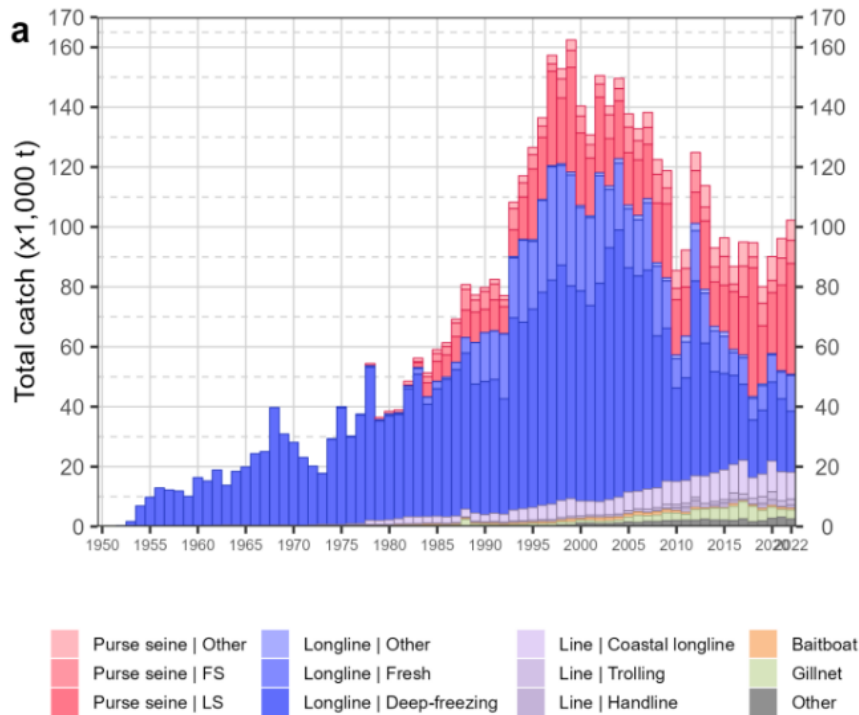 a
170 170
160 160
140 140
120 120
100 100
80 80
60 60
40 40
20 20
0 0
Total catch (x1,000 t)
1950 1955 1960 1965 1970 1975 1980 1985 1990 1995 2000 2005 2010 2015 2020 2022
Purse seine | Other Longline | Other Line | Coastal longline Baitboat
Purse seine | FS Longline | Fresh Line | Trolling Gillnet
Purse seine | LS Longline | Deep-freezing Line | Handline Other